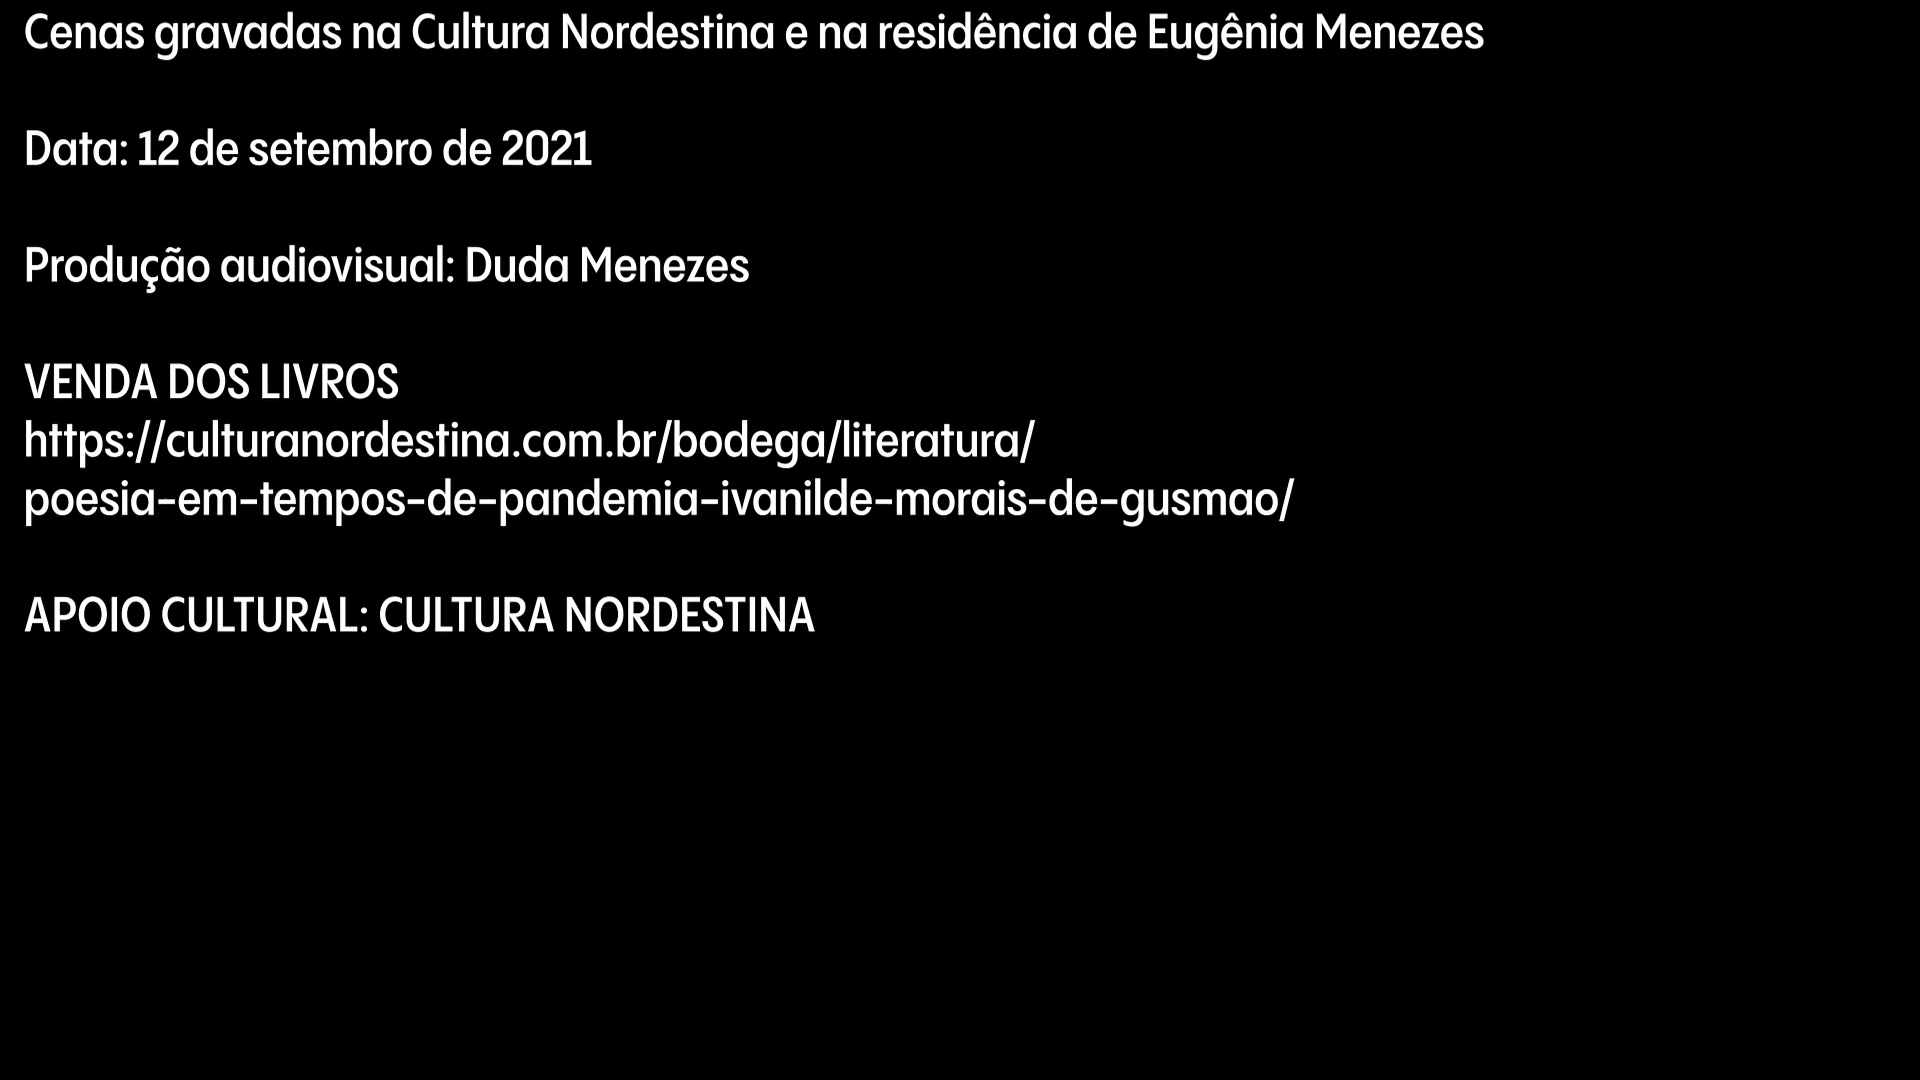 Cenas gravadas na Cultura Nordestina e na residência de Eugênia Menezes
Data: 12 de setembro de 2021
Produção audiovisual: Duda Menezes
VENDA DOS LIVROS
https://culturanordestina.com.br/bodega/literatura/
poesia-em-tempos-de-pandemia-ivanilde-morais-de-gusmao/
APOIO CULTURAL: CULTURA NORDESTINA